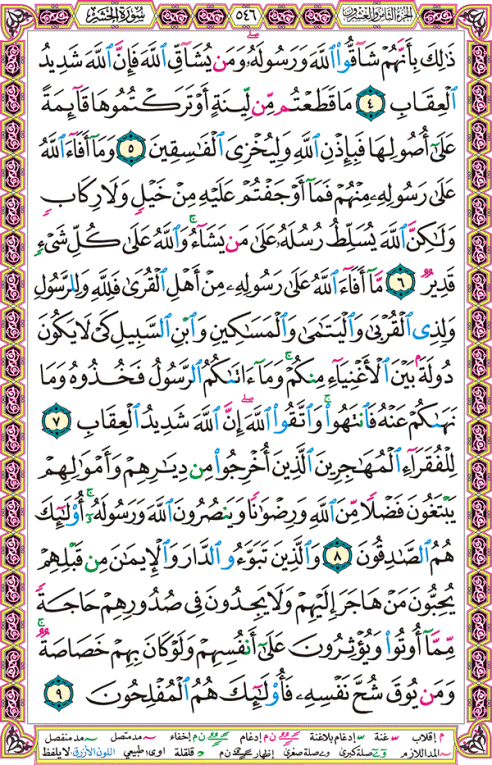 الجزء الثامن والعشرون ٥٤٦ سُورَةُ الحَشر
ذَٰلِكَ بِأَنَّهُمْ شَاقُّوا۟ ٱللَّهَ وَرَسُولَهُۥ ۖ وَمَن يُشَآقِّ ٱللَّهَ فَإِنَّ ٱللَّهَ شَدِيدُ
ٱلْعِقَابِ ٤ مَا قَطَعْتُم مِّن لِّينَةٍ أَوْ تَرَكْتُمُوهَا قَآئِمَةً
عَلَىٰٓ أُصُولِهَا فَبِإِذْنِ ٱللَّهِ وَلِيُخْزِىَ ٱلْفَـٰسِقِينَ ٥ وَمَآ أَفَآءَ ٱللَّهُ
عَلَىٰ رَسُولِهِۦ مِنْهُمْ فَمَآ أَوْجَفْتُمْ عَلَيْهِ مِنْ خَيْلٍ وَلَا رِكَابٍ
وَلَـٰكِنَّ ٱللَّهَ يُسَلِّطُ رُسُلَهُۥ عَلَىٰ مَن يَشَآءُ ۚ وَٱللَّهُ عَلَىٰ كُلِّ شَىْءٍ
قَدِيرٌ ٦ مَّآ أَفَآءَ ٱللَّهُ عَلَىٰ رَسُولِهِۦ مِنْ أَهْلِ ٱلْقُرَىٰ فَلِلَّهِ وَلِلرَّسُولِ
وَلِذِى ٱلْقُرْبَىٰ وَٱلْيَتَـٰمَىٰ وَٱلْمَسَـٰكِينِ وَٱبْنِ ٱلسَّبِيلِ كَىْ لَا يَكُونَ
دُولَةًۢ بَيْنَ ٱلْأَغْنِيَآءِ مِنكُمْ ۚ وَمَآ ءَاتَىٰكُمُ ٱلرَّسُولُ فَخُذُوهُ وَمَا
نَهَىٰكُمْ عَنْهُ فَٱنتَهُوا۟ ۚ وَٱتَّقُوا۟ ٱللَّهَ ۖ إِنَّ ٱللَّهَ شَدِيدُ ٱلْعِقَابِ ٧
لِلْفُقَرَآءِ ٱلْمُهَـٰجِرِينَ ٱلَّذِينَ أُخْرِجُوا۟ مِن دِيَـٰرِهِمْ وَأَمْوَٰلِهِمْ
يَبْتَغُونَ فَضْلًا مِّنَ ٱللَّهِ وَرِضْوَٰنًا وَيَنصُرُونَ ٱللَّهَ وَرَسُولَهُۥٓ ۚ أُو۟لَـٰٓئِكَ
هُمُ ٱلصَّـٰدِقُونَ ٨ وَٱلَّذِينَ تَبَوَّءُو ٱلدَّارَ وَٱلْإِيمَـٰنَ مِن قَبْلِهِمْ
يُحِبُّونَ مَنْ هَاجَرَ إِلَيْهِمْ وَلَا يَجِدُونَ فِى صُدُورِهِمْ حَاجَةً
مِّمَّآ أُوتُوا۟ وَيُؤْثِرُونَ عَلَىٰٓ أَنفُسِهِمْ وَلَوْ كَانَ بِهِمْ خَصَاصَةٌ ۚ
وَمَن يُوقَ شُحَّ نَفْسِهِۦ فَأُو۟لَـٰٓئِكَ هُمُ ٱلْمُفْلِحُونَ ٩
م إقلاب غنة إدغام بلاغنة ن م إدغام ن م إخفاء مد متصل مد منفصل
المد اللازم صلة كبرى وصلة صغرى إظهار ن م قلقلة اوى: طبيعي اللون الأزرق: لا يلفظ